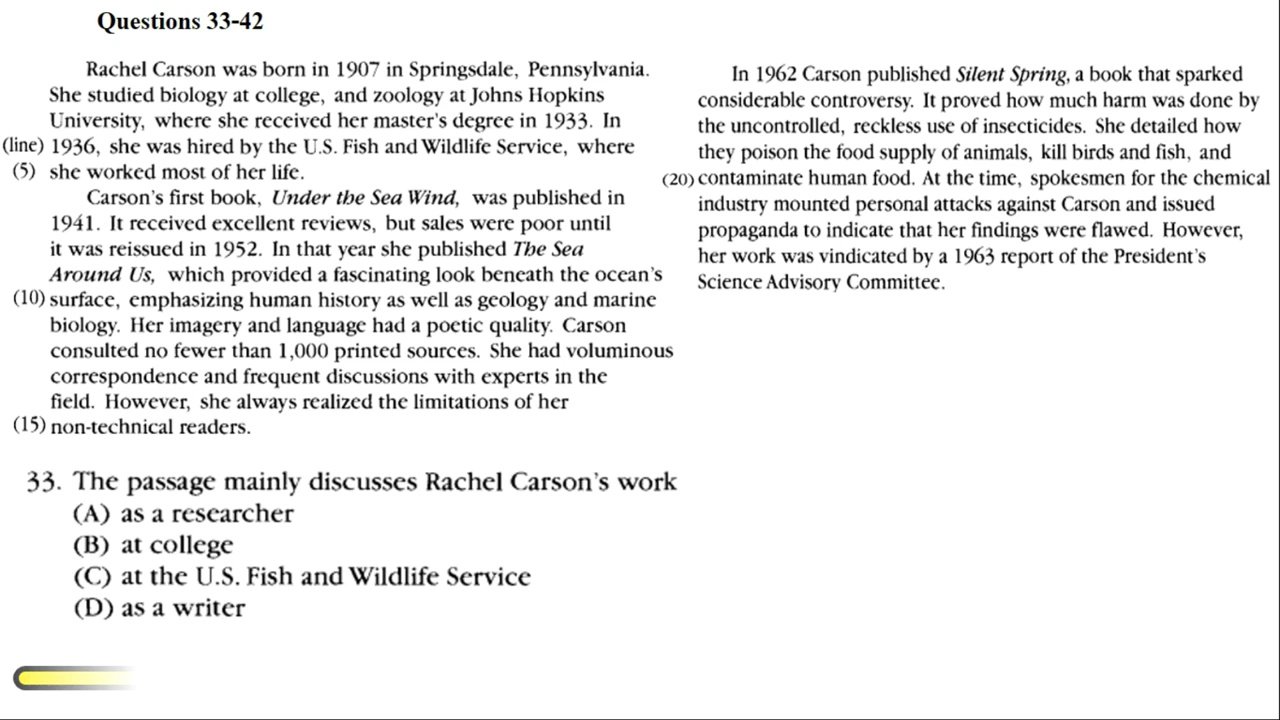 Questions 33-42
Rachel Carson was born in 1907 in Springsdale, Pennsylvania.
She studied biology at college, and zoology at Johns Hopkins
University, where she received her master's degree in 1933. In
(line) 1936, she was hired by the U.S. Fish and Wildlife Service, where
(5) she worked most of her life.
Carson's first book, Under the Sea Wind, was published in
1941. It received excellent reviews, but sales were poor until
it was reissued in 1952. In that year she published The Sea
Around Us, which provided a fascinating look beneath the ocean's
(10) surface, emphasizing human history as well as geology and marine
biology. Her imagery and language had a poetic quality. Carson
consulted no fewer than 1,000 printed sources. She had voluminous
correspondence and frequent discussions with experts in the
field. However, she always realized the limitations of her
(15) non-technical readers.
In 1962 Carson published Silent Spring, a book that sparked
considerable controversy. It proved how much harm was done by
the uncontrolled, reckless use of insecticides. She detailed how
they poison the food supply of animals, kill birds and fish, and
(20) contaminate human food. At the time, spokesmen for the chemical
industry mounted personal attacks against Carson and issued
propaganda to indicate that her findings were flawed. However,
her work was vindicated by a 1963 report of the President's
Science Advisory Committee.
33. The passage mainly discusses Rachel Carson's work
(A) as a researcher
(B) at college
(C) at the U.S. Fish and Wildlife Service
(D) as a writer